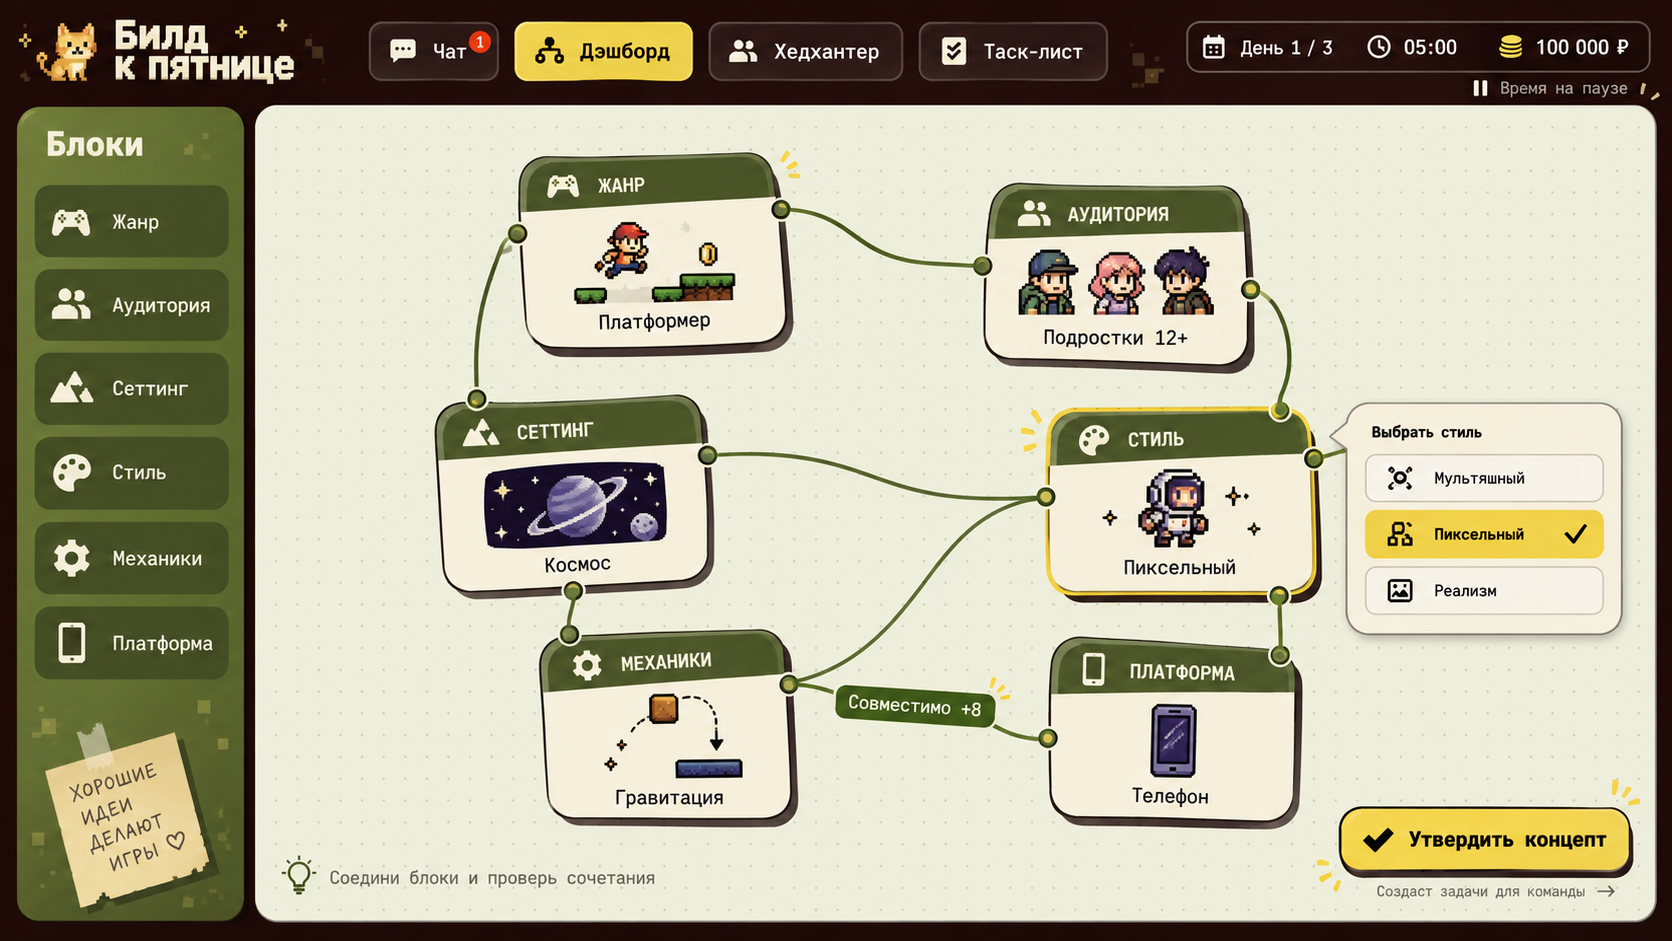 Билд
к пятнице
Чат
1
Дэшборд
Хедхантер
Таск-лист
День 1 / 3
05:00
100 000 ₽
Время на паузе
Блоки
Жанр
Аудитория
Сеттинг
Стиль
Механики
Платформа
ХОРОШИЕ
ИДЕИ
ДЕЛАЮТ
ИГРЫ ♡
ЖАНР
Платформер
АУДИТОРИЯ
Подростки 12+
СЕТТИНГ
Космос
СТИЛЬ
Пиксельный
Выбрать стиль
Мультяшный
Пиксельный
Реализм
МЕХАНИКИ
Гравитация
Совместимо +8
ПЛАТФОРМА
Телефон
Соедини блоки и проверь сочетания
Утвердить концепт
Создаст задачи для команды →